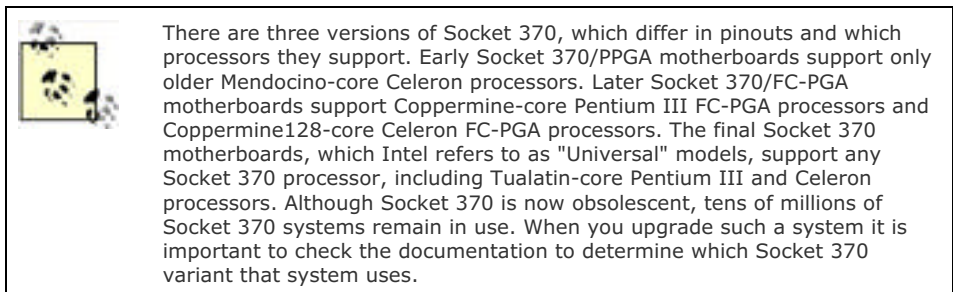 There are three versions of Socket 370, which differ in pinouts and which
processors they support. Early Socket 370/PPGA motherboards support only
older Mendocino-core Celeron processors. Later Socket 370/FC-PGA
motherboards support Coppermine-core Pentium III FC-PGA processors and
Coppermine128-core Celeron FC-PGA processors. The final Socket 370
motherboards, which Intel refers to as "Universal" models, support any
Socket 370 processor, including Tualatin-core Pentium III and Celeron
processors. Although Socket 370 is now obsolescent, tens of millions of
Socket 370 systems remain in use. When you upgrade such a system it is
important to check the documentation to determine which Socket 370
variant that system uses.